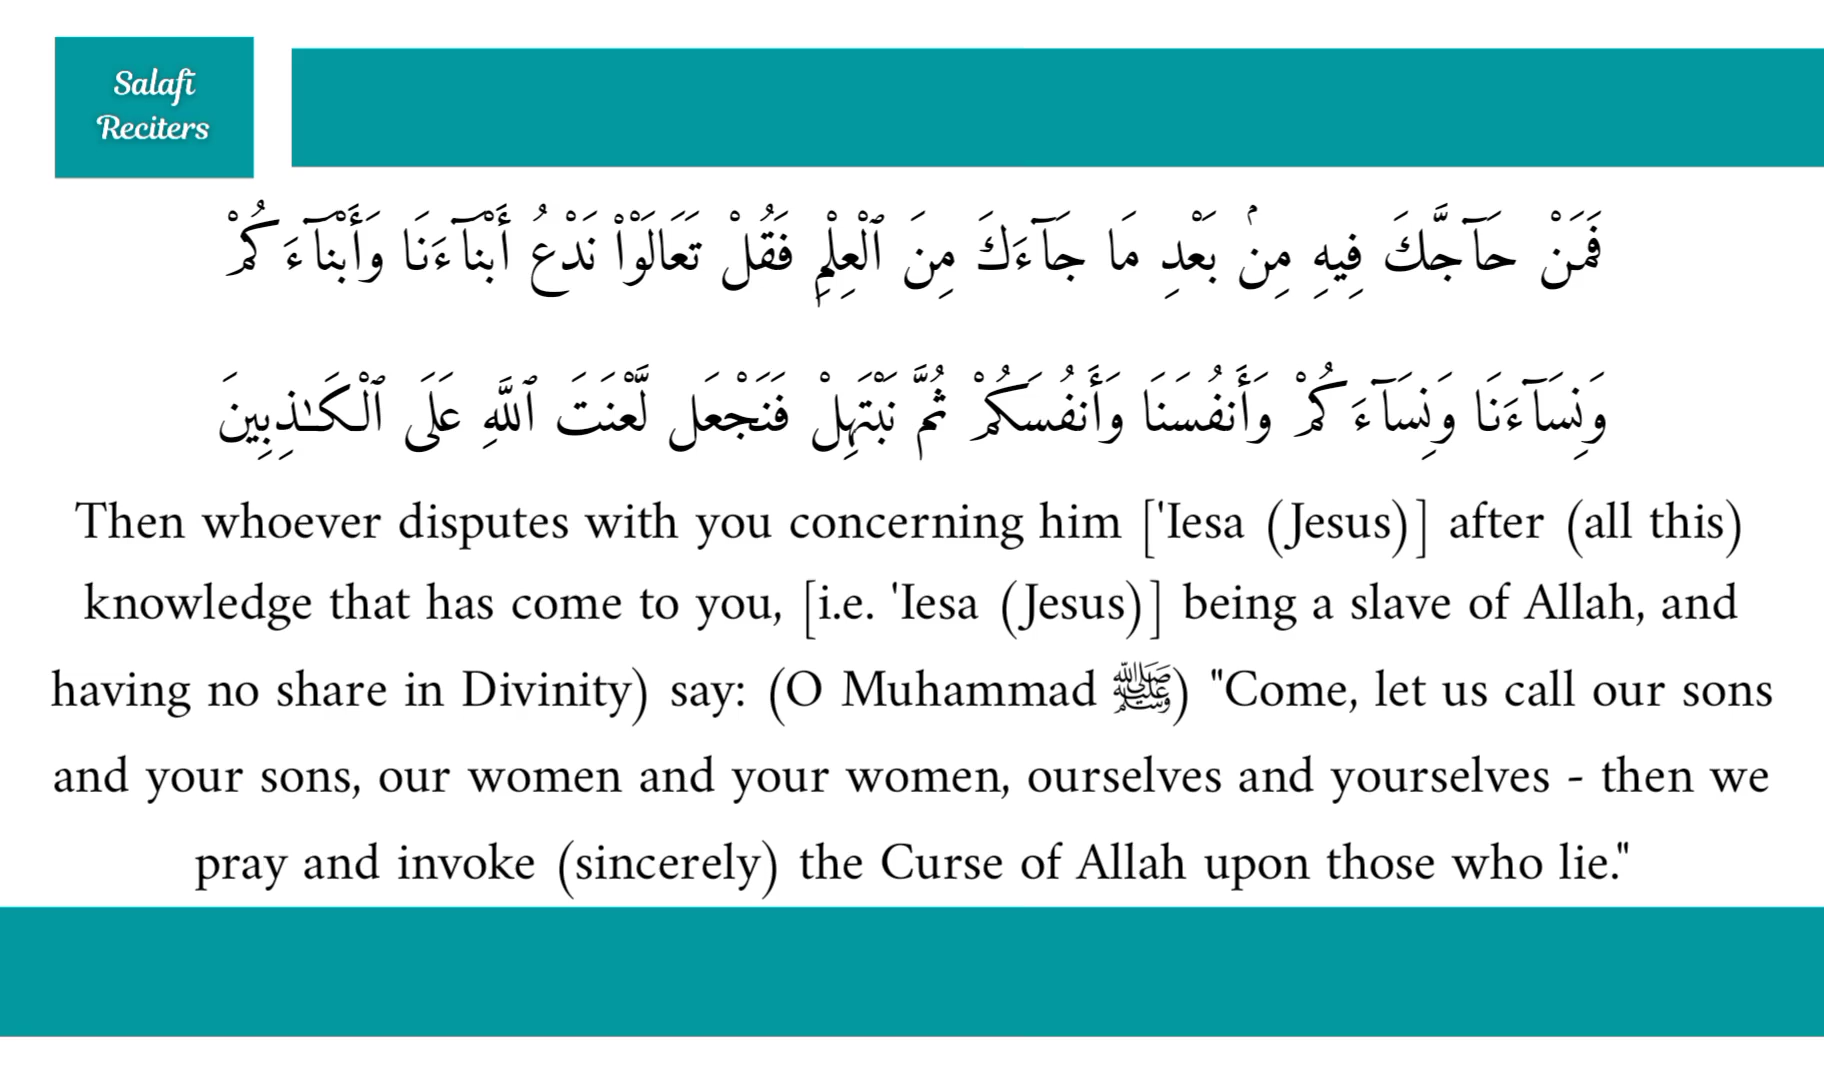 Salafi
Reciters
فَمَنْ حَآجَّكَ فِيهِ مِنۢ بَعْدِ مَا جَآءَكَ مِنَ ٱلْعِلْمِ فَقُلْ تَعَالَوْا۟ نَدْعُ أَبْنَآءَنَا وَأَبْنَآءَكُمْ
وَنِسَآءَنَا وَنِسَآءَكُمْ وَأَنفُسَنَا وَأَنفُسَكُمْ ثُمَّ نَبْتَهِلْ فَنَجْعَل لَّعْنَتَ ٱللَّهِ عَلَى ٱلْكَـٰذِبِينَ
Then whoever disputes with you concerning him ['Iesa (Jesus)] after (all this)
knowledge that has come to you, [i.e. 'Iesa (Jesus)] being a slave of Allah, and
having no share in Divinity) say: (O Muhammad ﷺ) "Come, let us call our sons
and your sons, our women and your women, ourselves and yourselves - then we
pray and invoke (sincerely) the Curse of Allah upon those who lie."